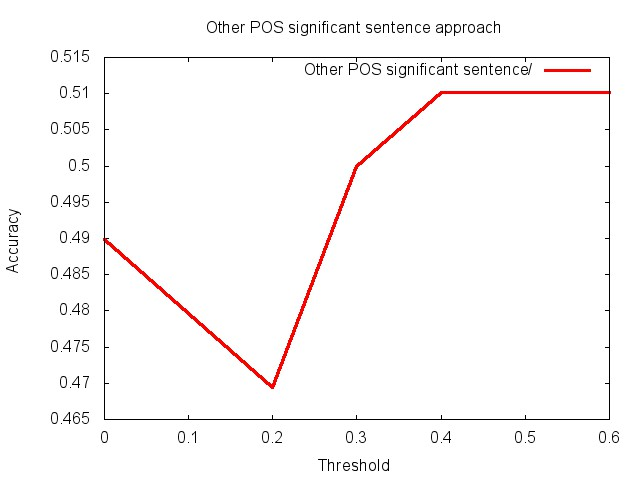 Other POS significant sentence approach
0.515
Other POS significant sentence/
0.51
0.505
0.5
0.495
0.49
0.485
0.48
0.475
0.47
0.465
Accuracy
0 0.1 0.2 0.3 0.4 0.5 0.6
Threshold